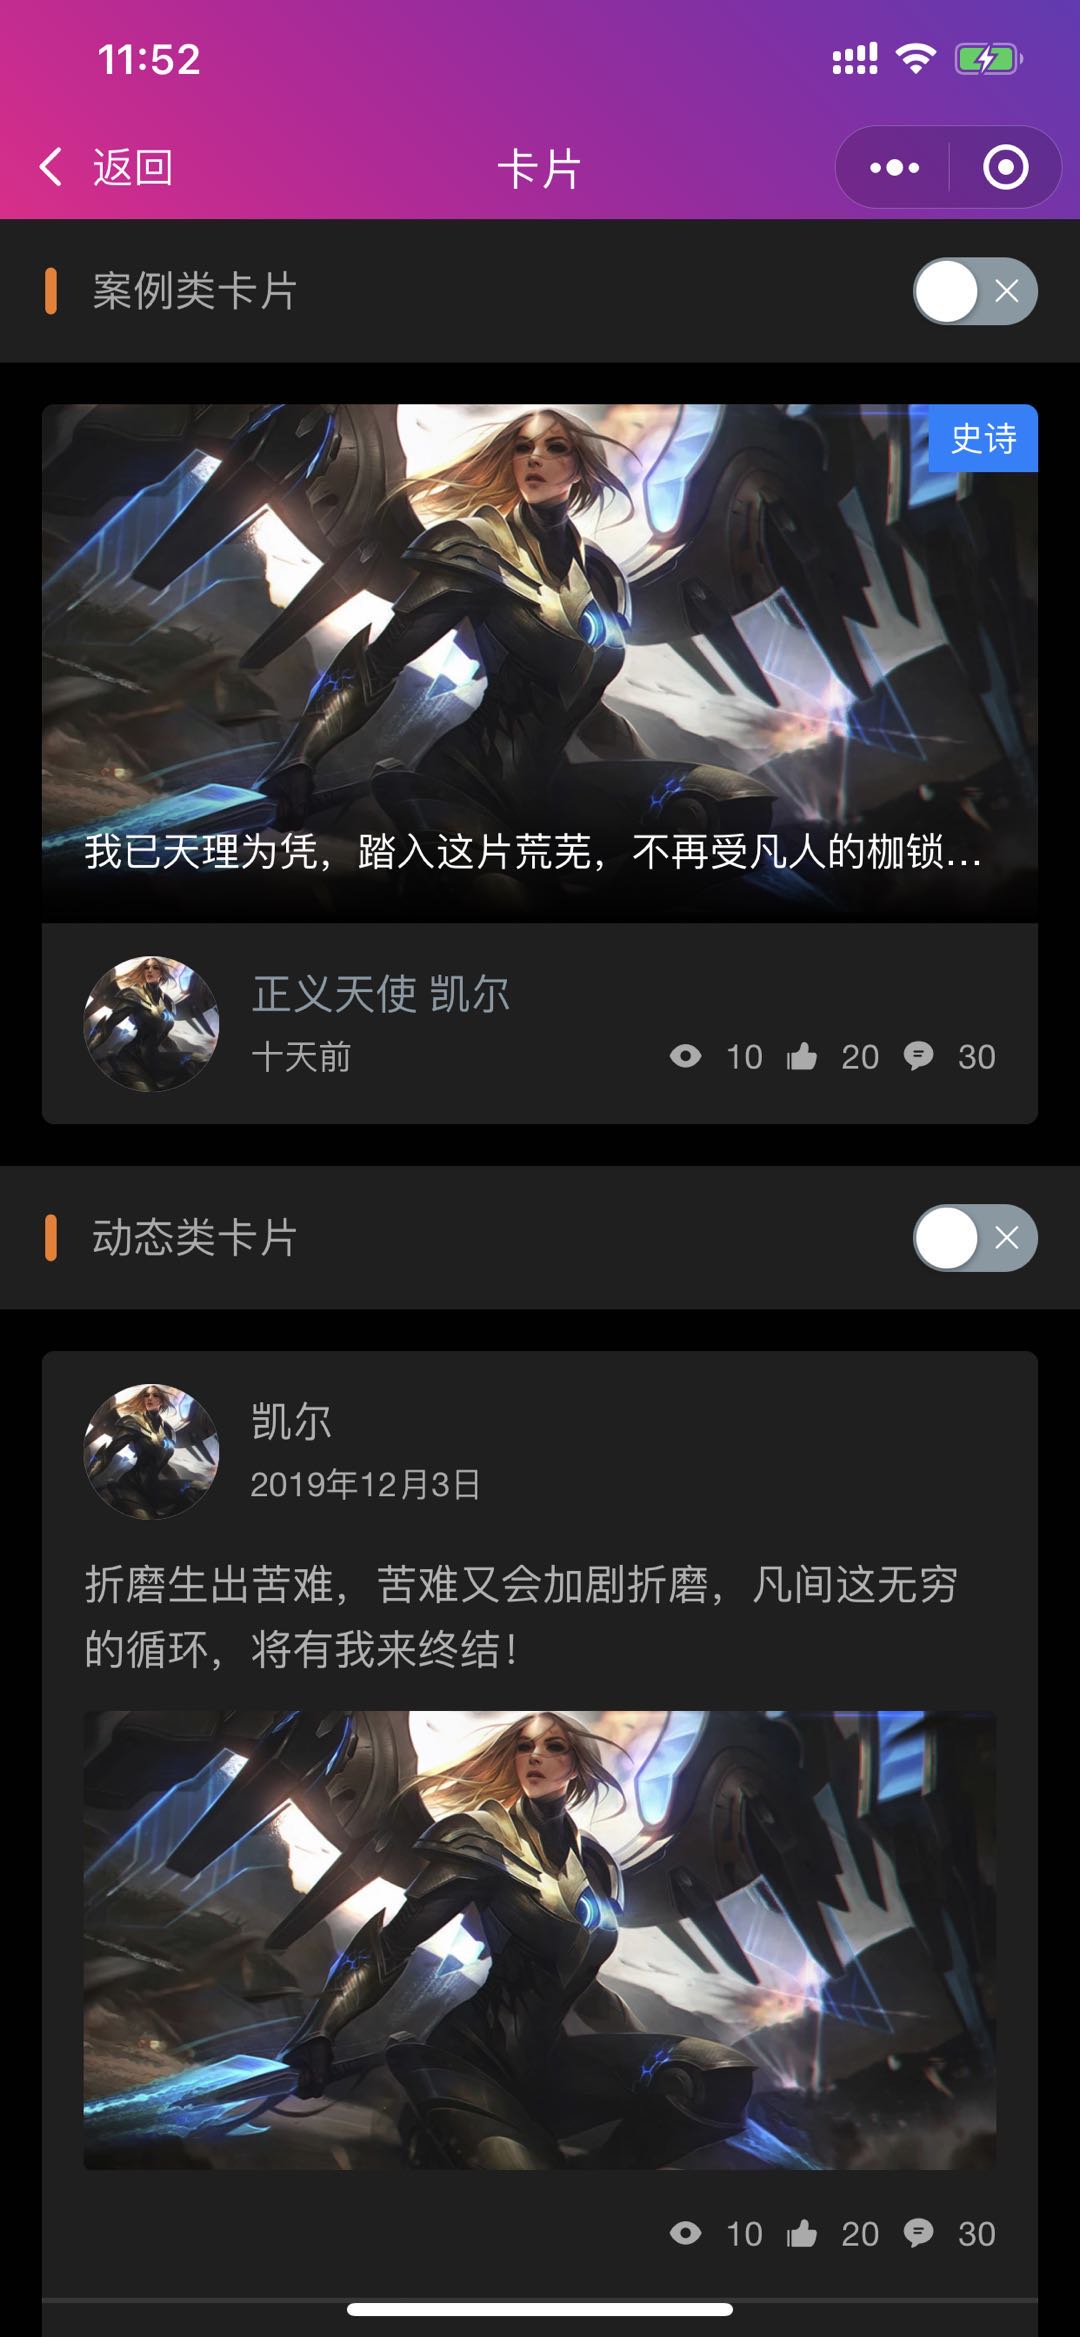 11:52
返回
卡片
案例类卡片
史诗
我已天理为凭，踏入这片荒芜，不再受凡人的枷锁...
正义天使 凯尔
十天前
10 20 30
动态类卡片
凯尔
2019年12月3日
折磨生出苦难，苦难又会加剧折磨，凡间这无穷
的循环，将有我来终结！
10 20 30